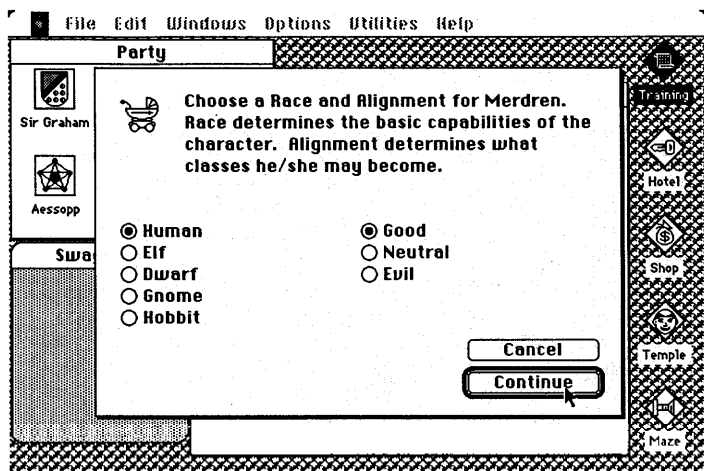 File Edit Windows Options Utilities Help
Party
Sir Graham
Aessopp
Swa
Choose a Race and Alignment for Merdren.
Race determines the basic capabilities of the
character. Alignment determines what
classes he/she may become.
Human
Elf
Dwarf
Gnome
Hobbit
Good
Neutral
Evil
Cancel
Continue
Training
Hotel
Shop
Temple
Maze